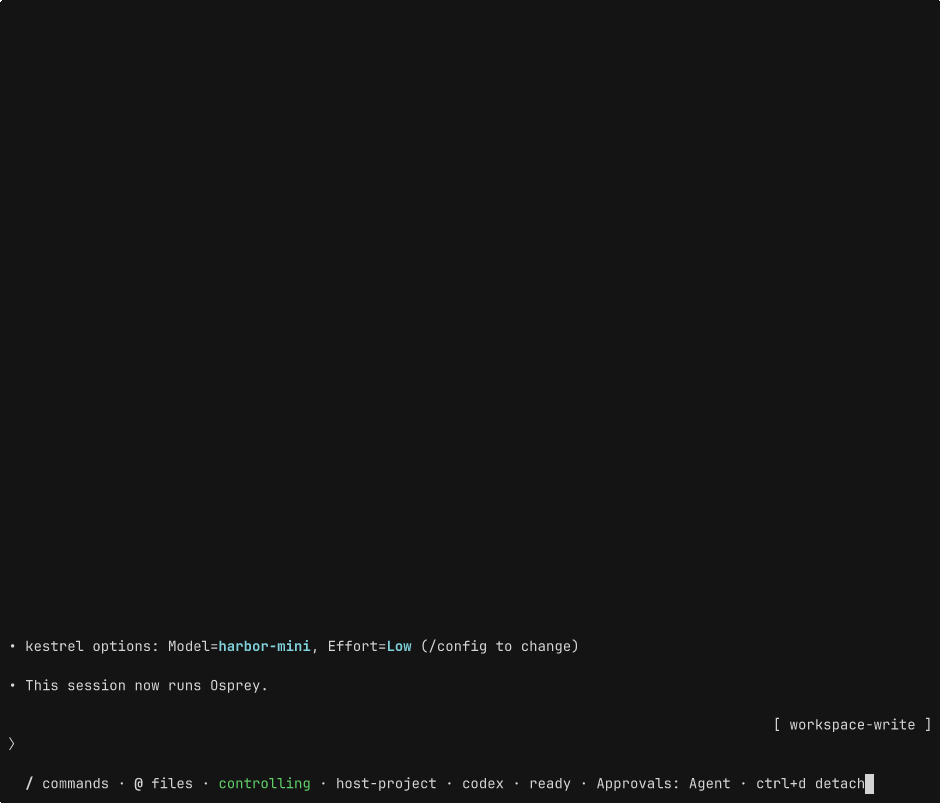 • kestrel options: Model=harbor-mini, Effort=Low (/config to change)
• This session now runs Osprey.
[ workspace-write ]
〉
/ commands · @ files · controlling · host-project · codex · ready · Approvals: Agent · ctrl+d detach